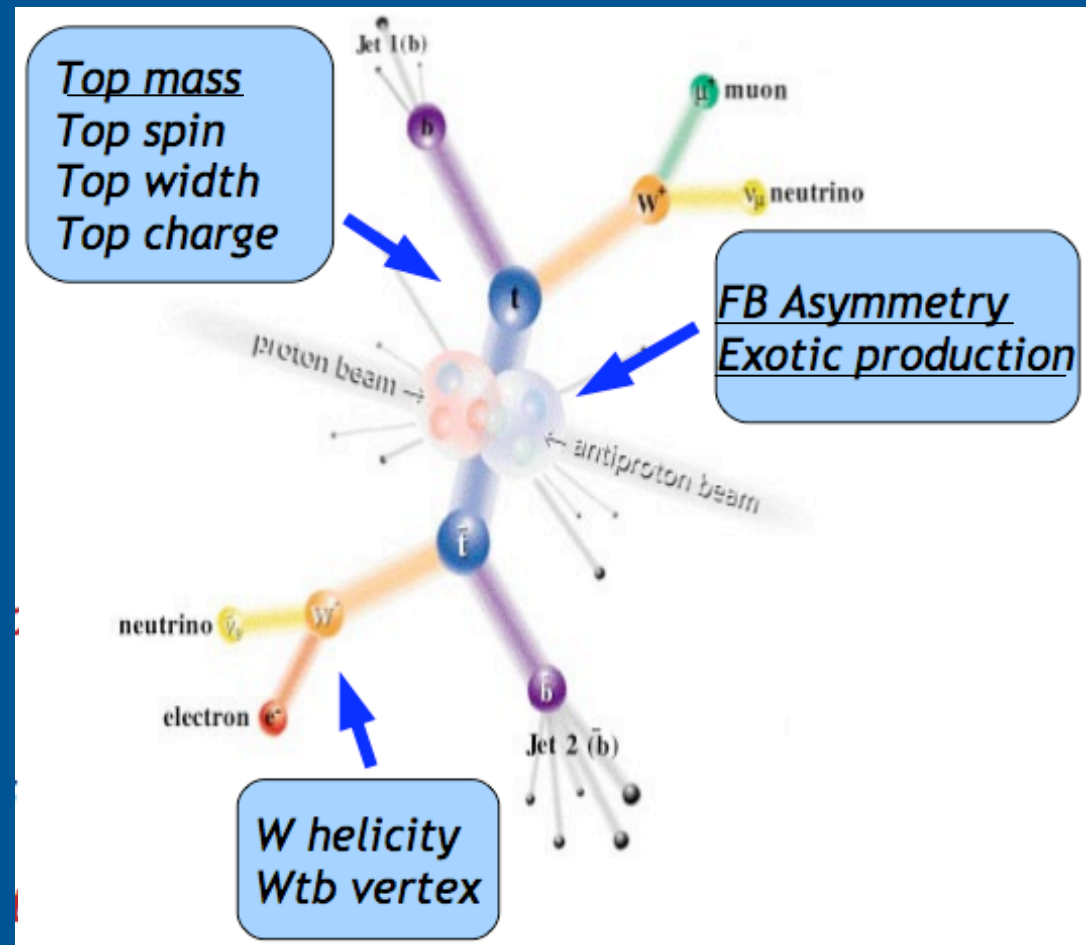 Top mass
Top spin
Top width
Top charge
Jet 1(b)
b
μ⁺ muon
W⁺
νμ neutrino
t
FB Asymmetry
Exotic production
proton beam →
← antiproton beam
t̄
neutrino
W⁻
electron e⁻
b̄
Jet 2 (b̄)
W helicity
Wtb vertex